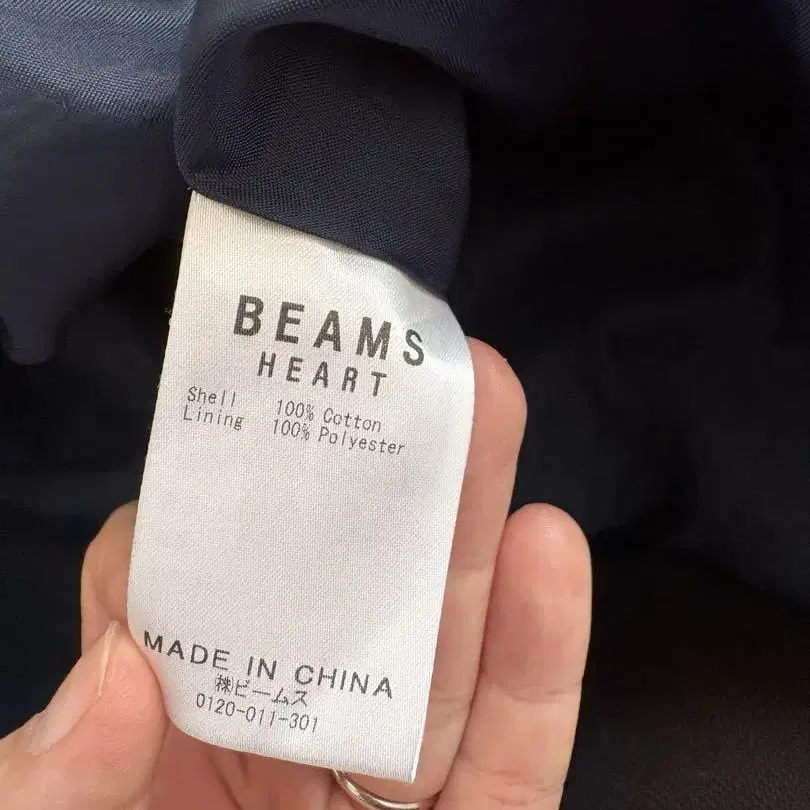 BEAMS
HEART
Shell 100% Cotton
Lining 100% Polyester
MADE IN CHINA
㈱ビームス
0120-011-301